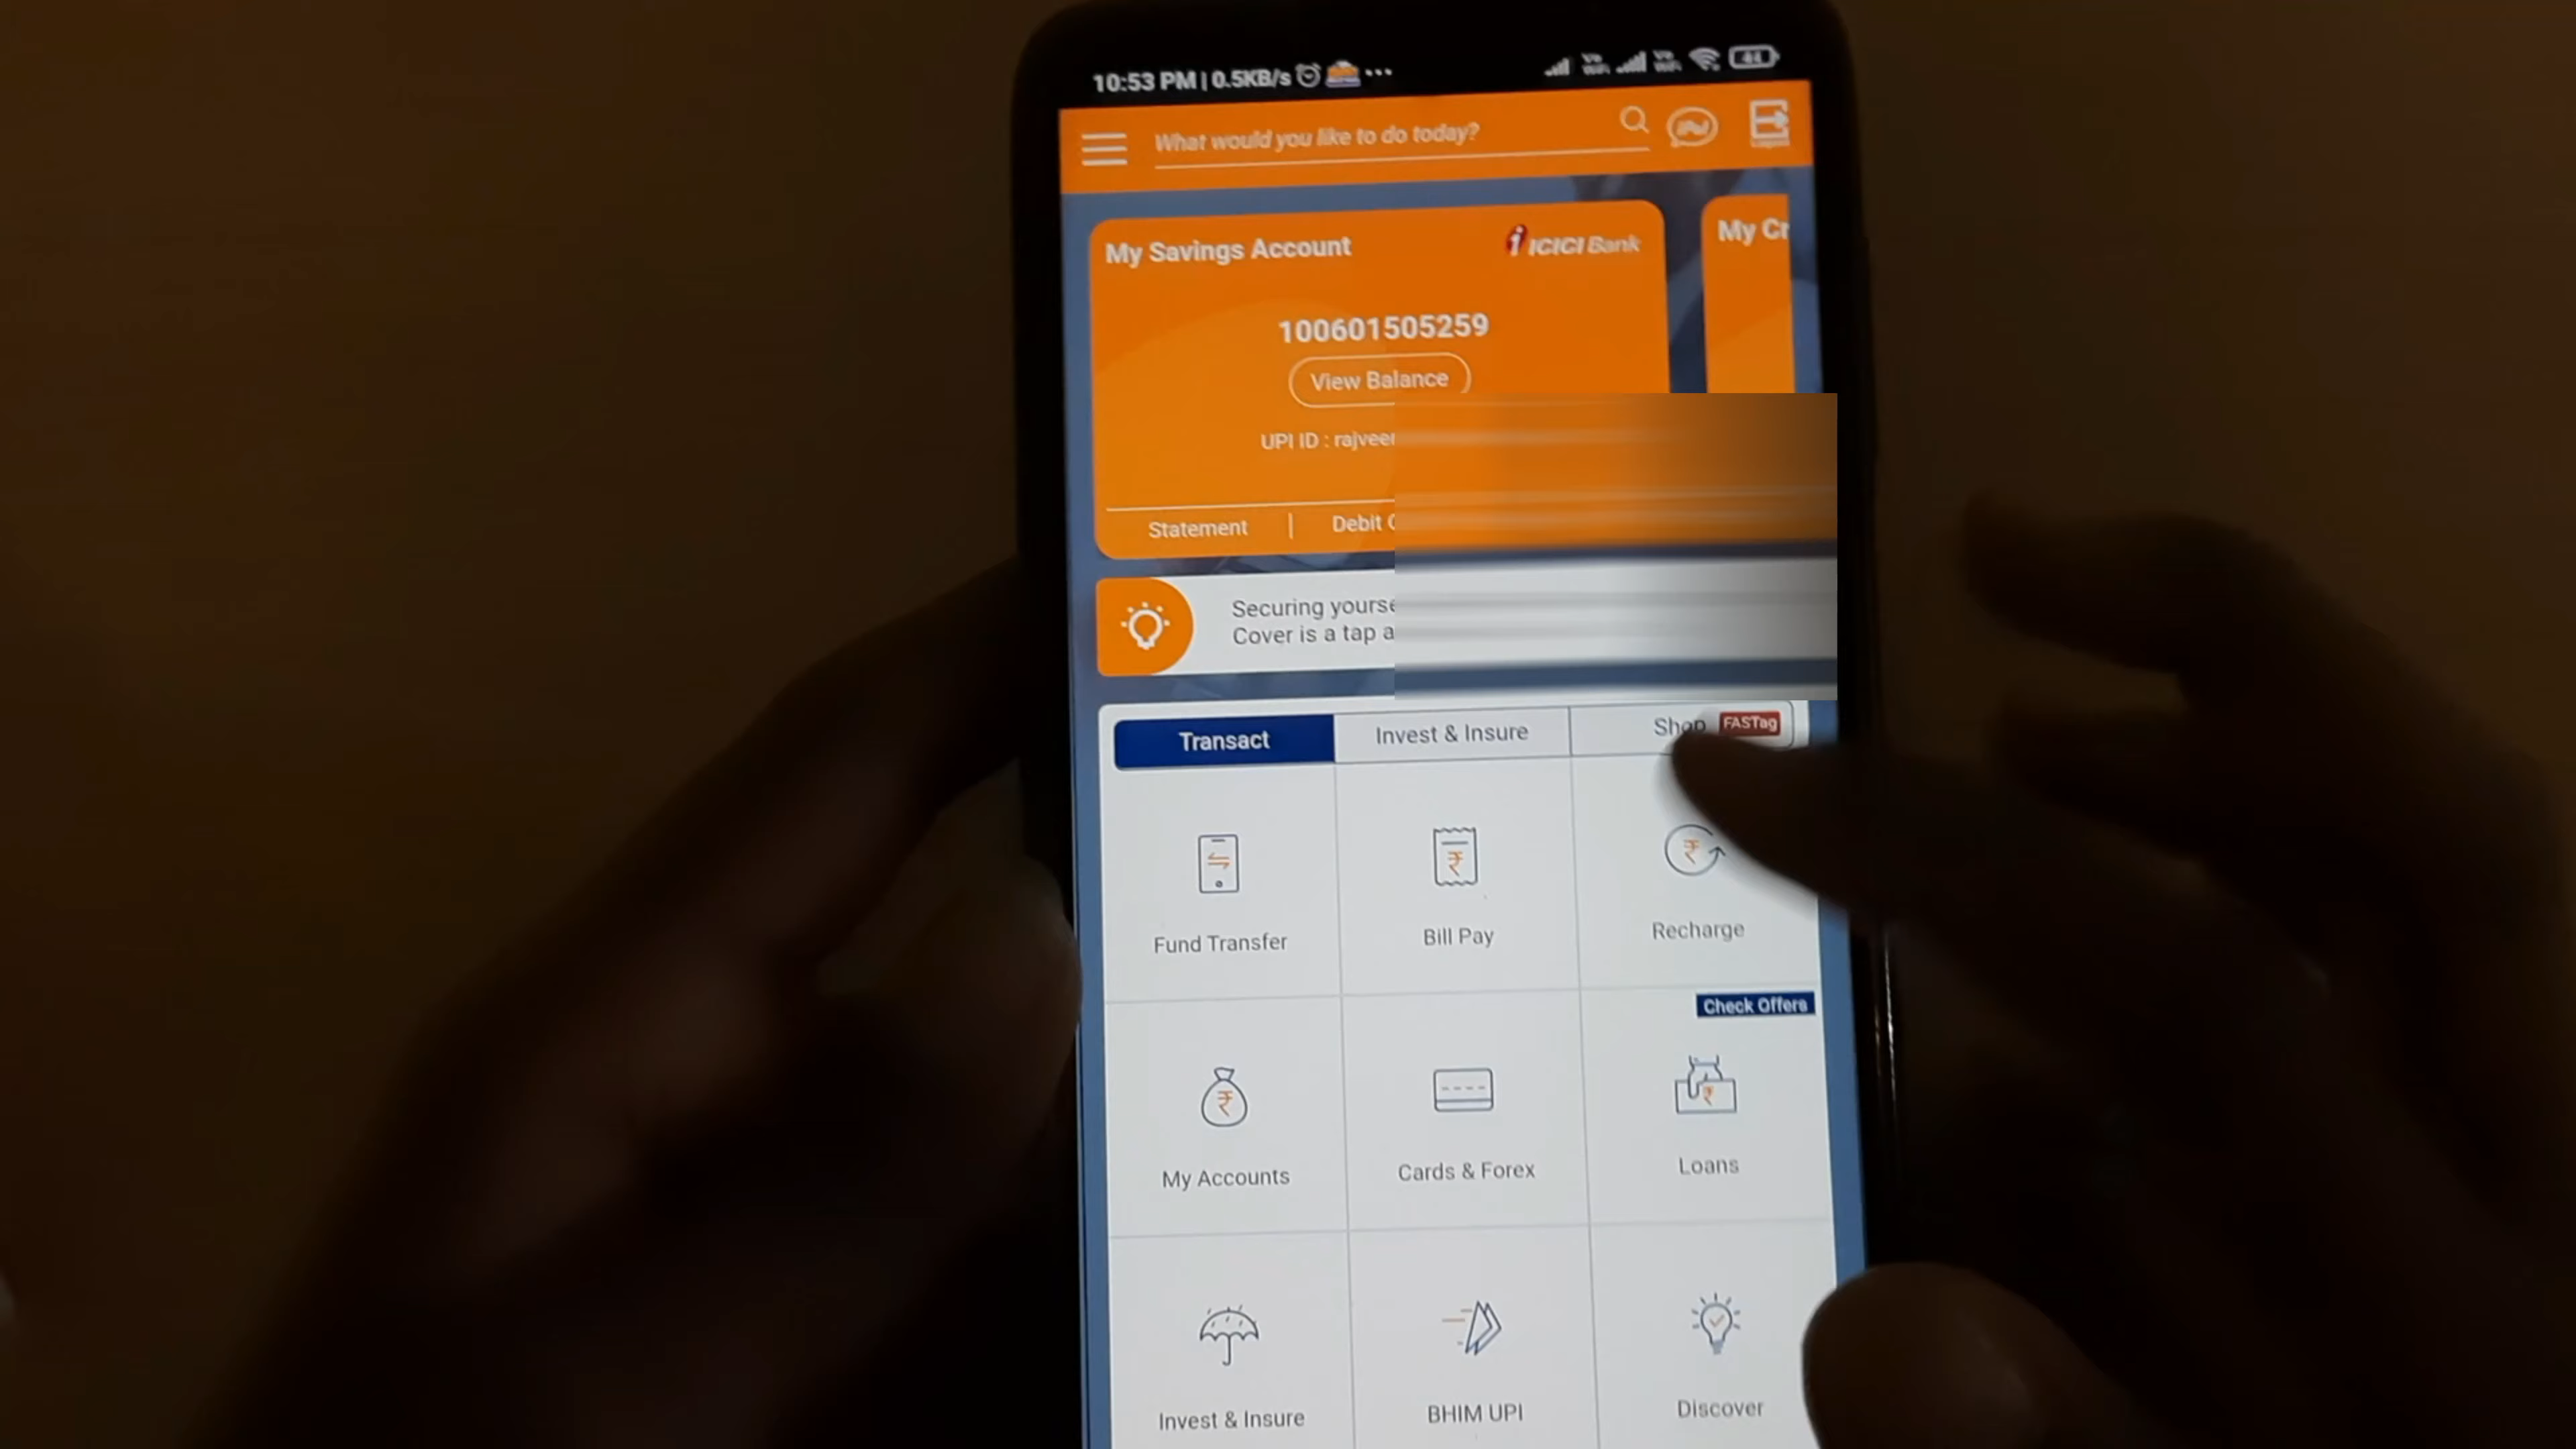 10:53 PM | 0.5KB/s
44
What would you like to do today?
My Savings Account
ICICI Bank
My Cr
100601505259
View Balance
UPI ID : rajveer
Statement | Debit C
Securing yourse
Cover is a tap a
Transact
Invest & Insure
Shop
FASTag
Fund Transfer
Bill Pay
Recharge
Check Offers
My Accounts
Cards & Forex
Loans
Invest & Insure
BHIM UPI
Discover